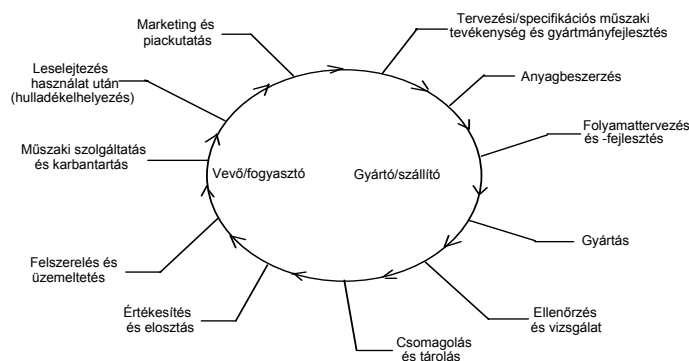 Marketing és
piackutatás
Tervezési/specifikációs műszaki
tevékenység és gyártmányfejlesztés
Anyagbeszerzés
Folyamattervezés
és -fejlesztés
Gyártás
Ellenőrzés
és vizsgálat
Csomagolás
és tárolás
Értékesítés
és elosztás
Felszerelés és
üzemeltetés
Műszaki szolgáltatás
és karbantartás
Leselejtezés
használat után
(hulladékelhelyezés)
Vevő/fogyasztó
Gyártó/szállító